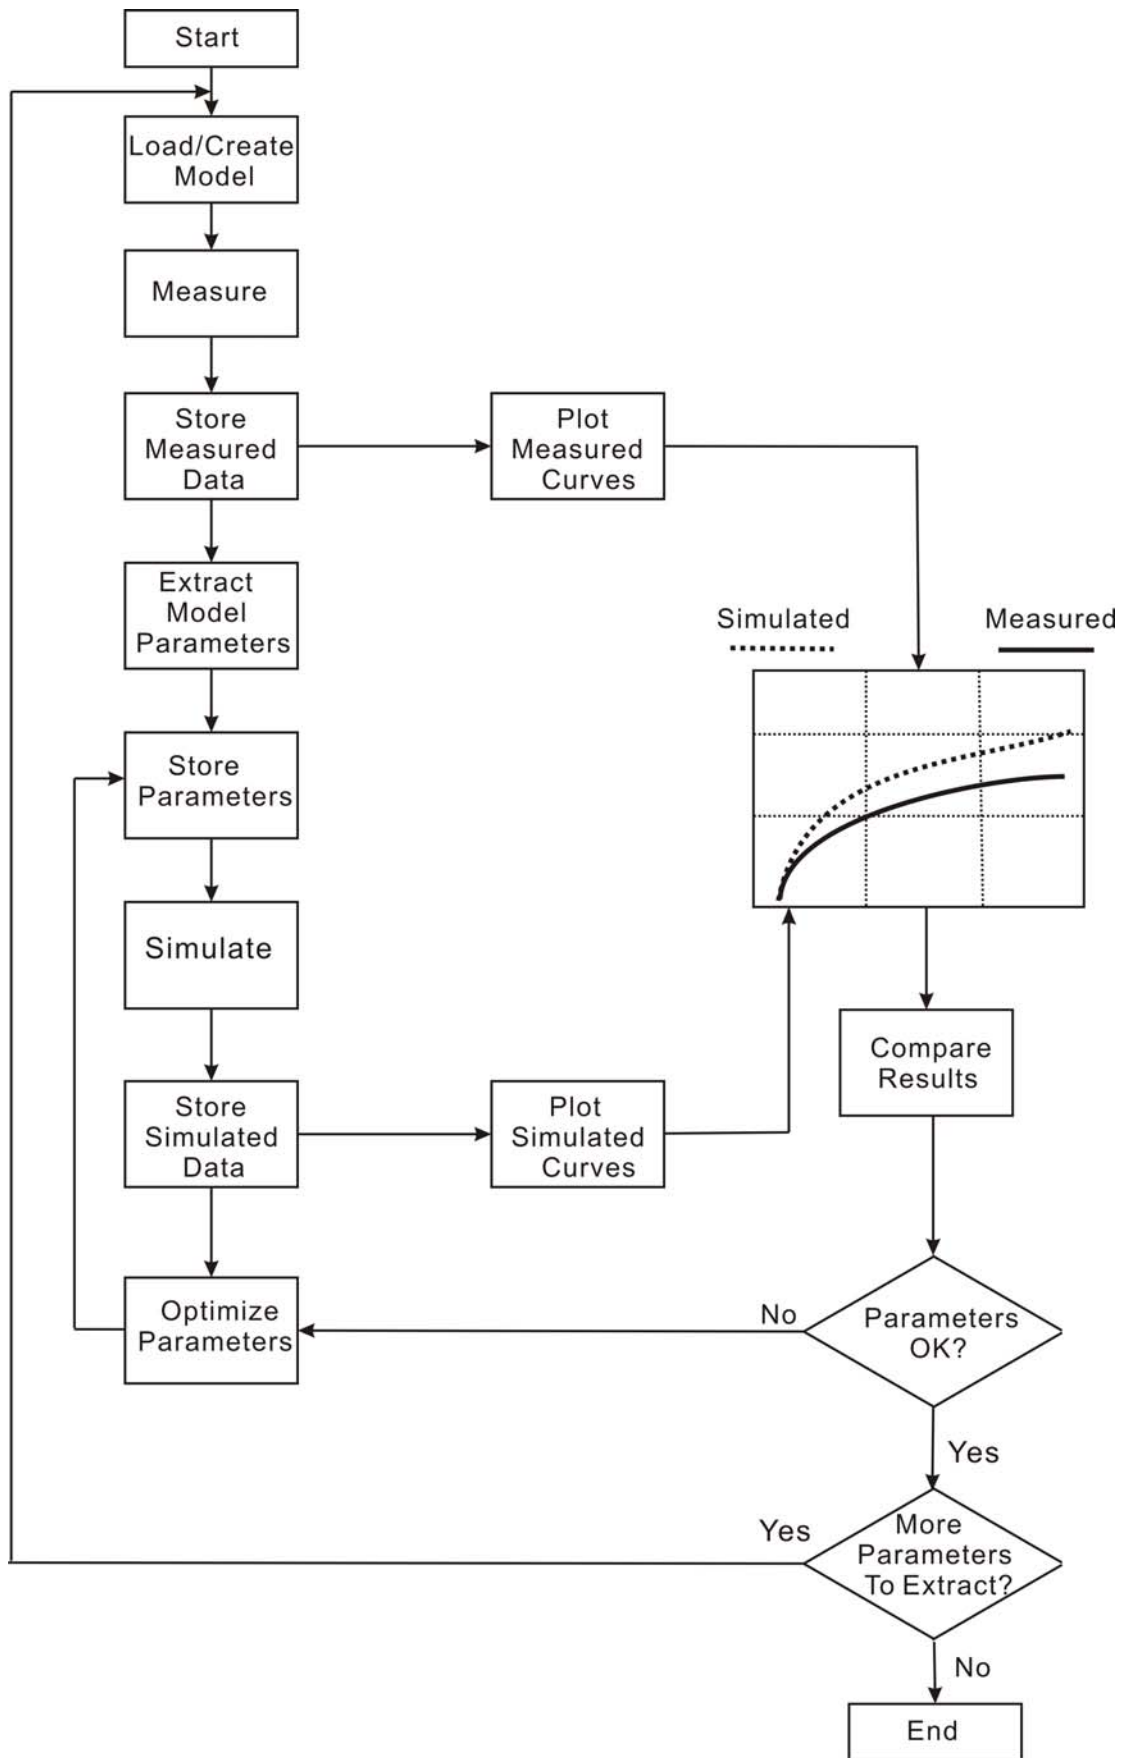 Start
Load/Create
Model
Measure
Store
Measured
Data
Plot
Measured
Curves
Extract
Model
Parameters
Simulated
Measured
Store
Parameters
Simulate
Compare
Results
Store
Simulated
Data
Plot
Simulated
Curves
Optimize
Parameters
No
Parameters
OK?
Yes
Yes
More
Parameters
To Extract?
No
End